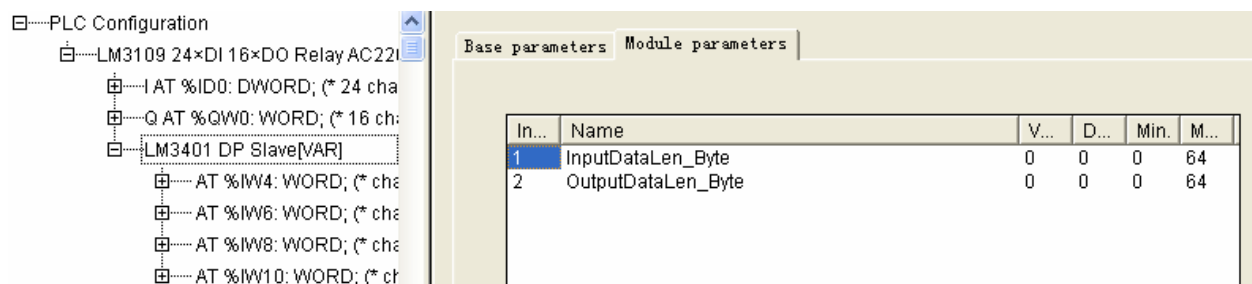 PLC Configuration
LM3109 24×DI 16×DO Relay AC22
I AT %ID0: DWORD; (* 24 cha
Q AT %QW0: WORD; (* 16 ch
LM3401 DP Slave[VAR]
AT %IW4: WORD; (* cha
AT %IW6: WORD; (* cha
AT %IW8: WORD; (* cha
AT %IW10: WORD; (* ch
Base parameters Module parameters
In... Name V... D... Min. M...
1 InputDataLen_Byte 0 0 0 64
2 OutputDataLen_Byte 0 0 0 64